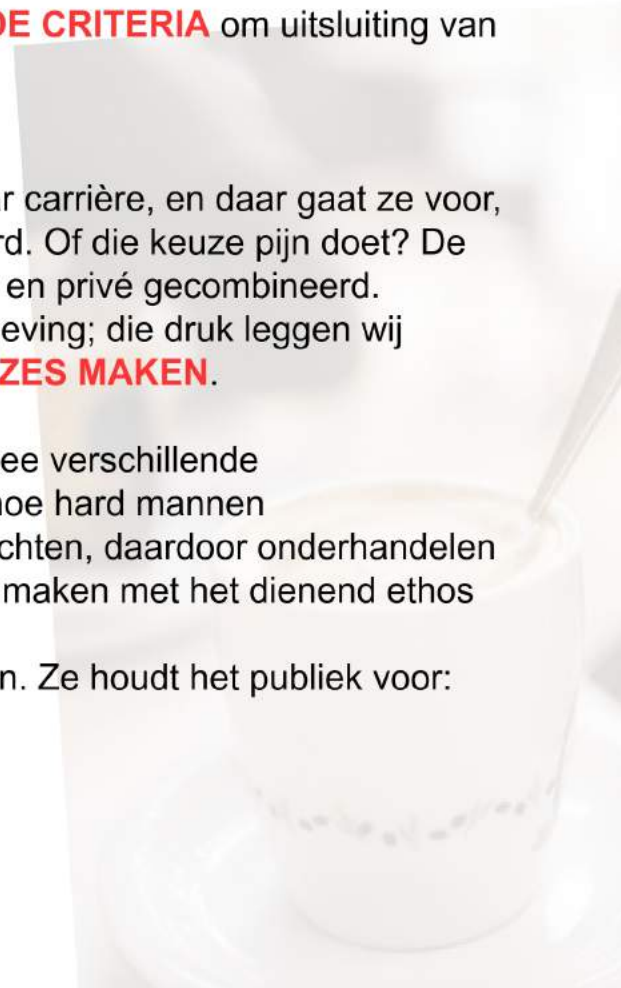 DE CRITERIA om uitsluiting van
carrière, en daar gaat ze voor,
Of die keuze pijn doet? De
en privé gecombineerd.
eving; die druk leggen wij
ZES MAKEN.
ee verschillende
hoe hard mannen
chten, daardoor onderhandelen
maken met het dienend ethos
n. Ze houdt het publiek voor: